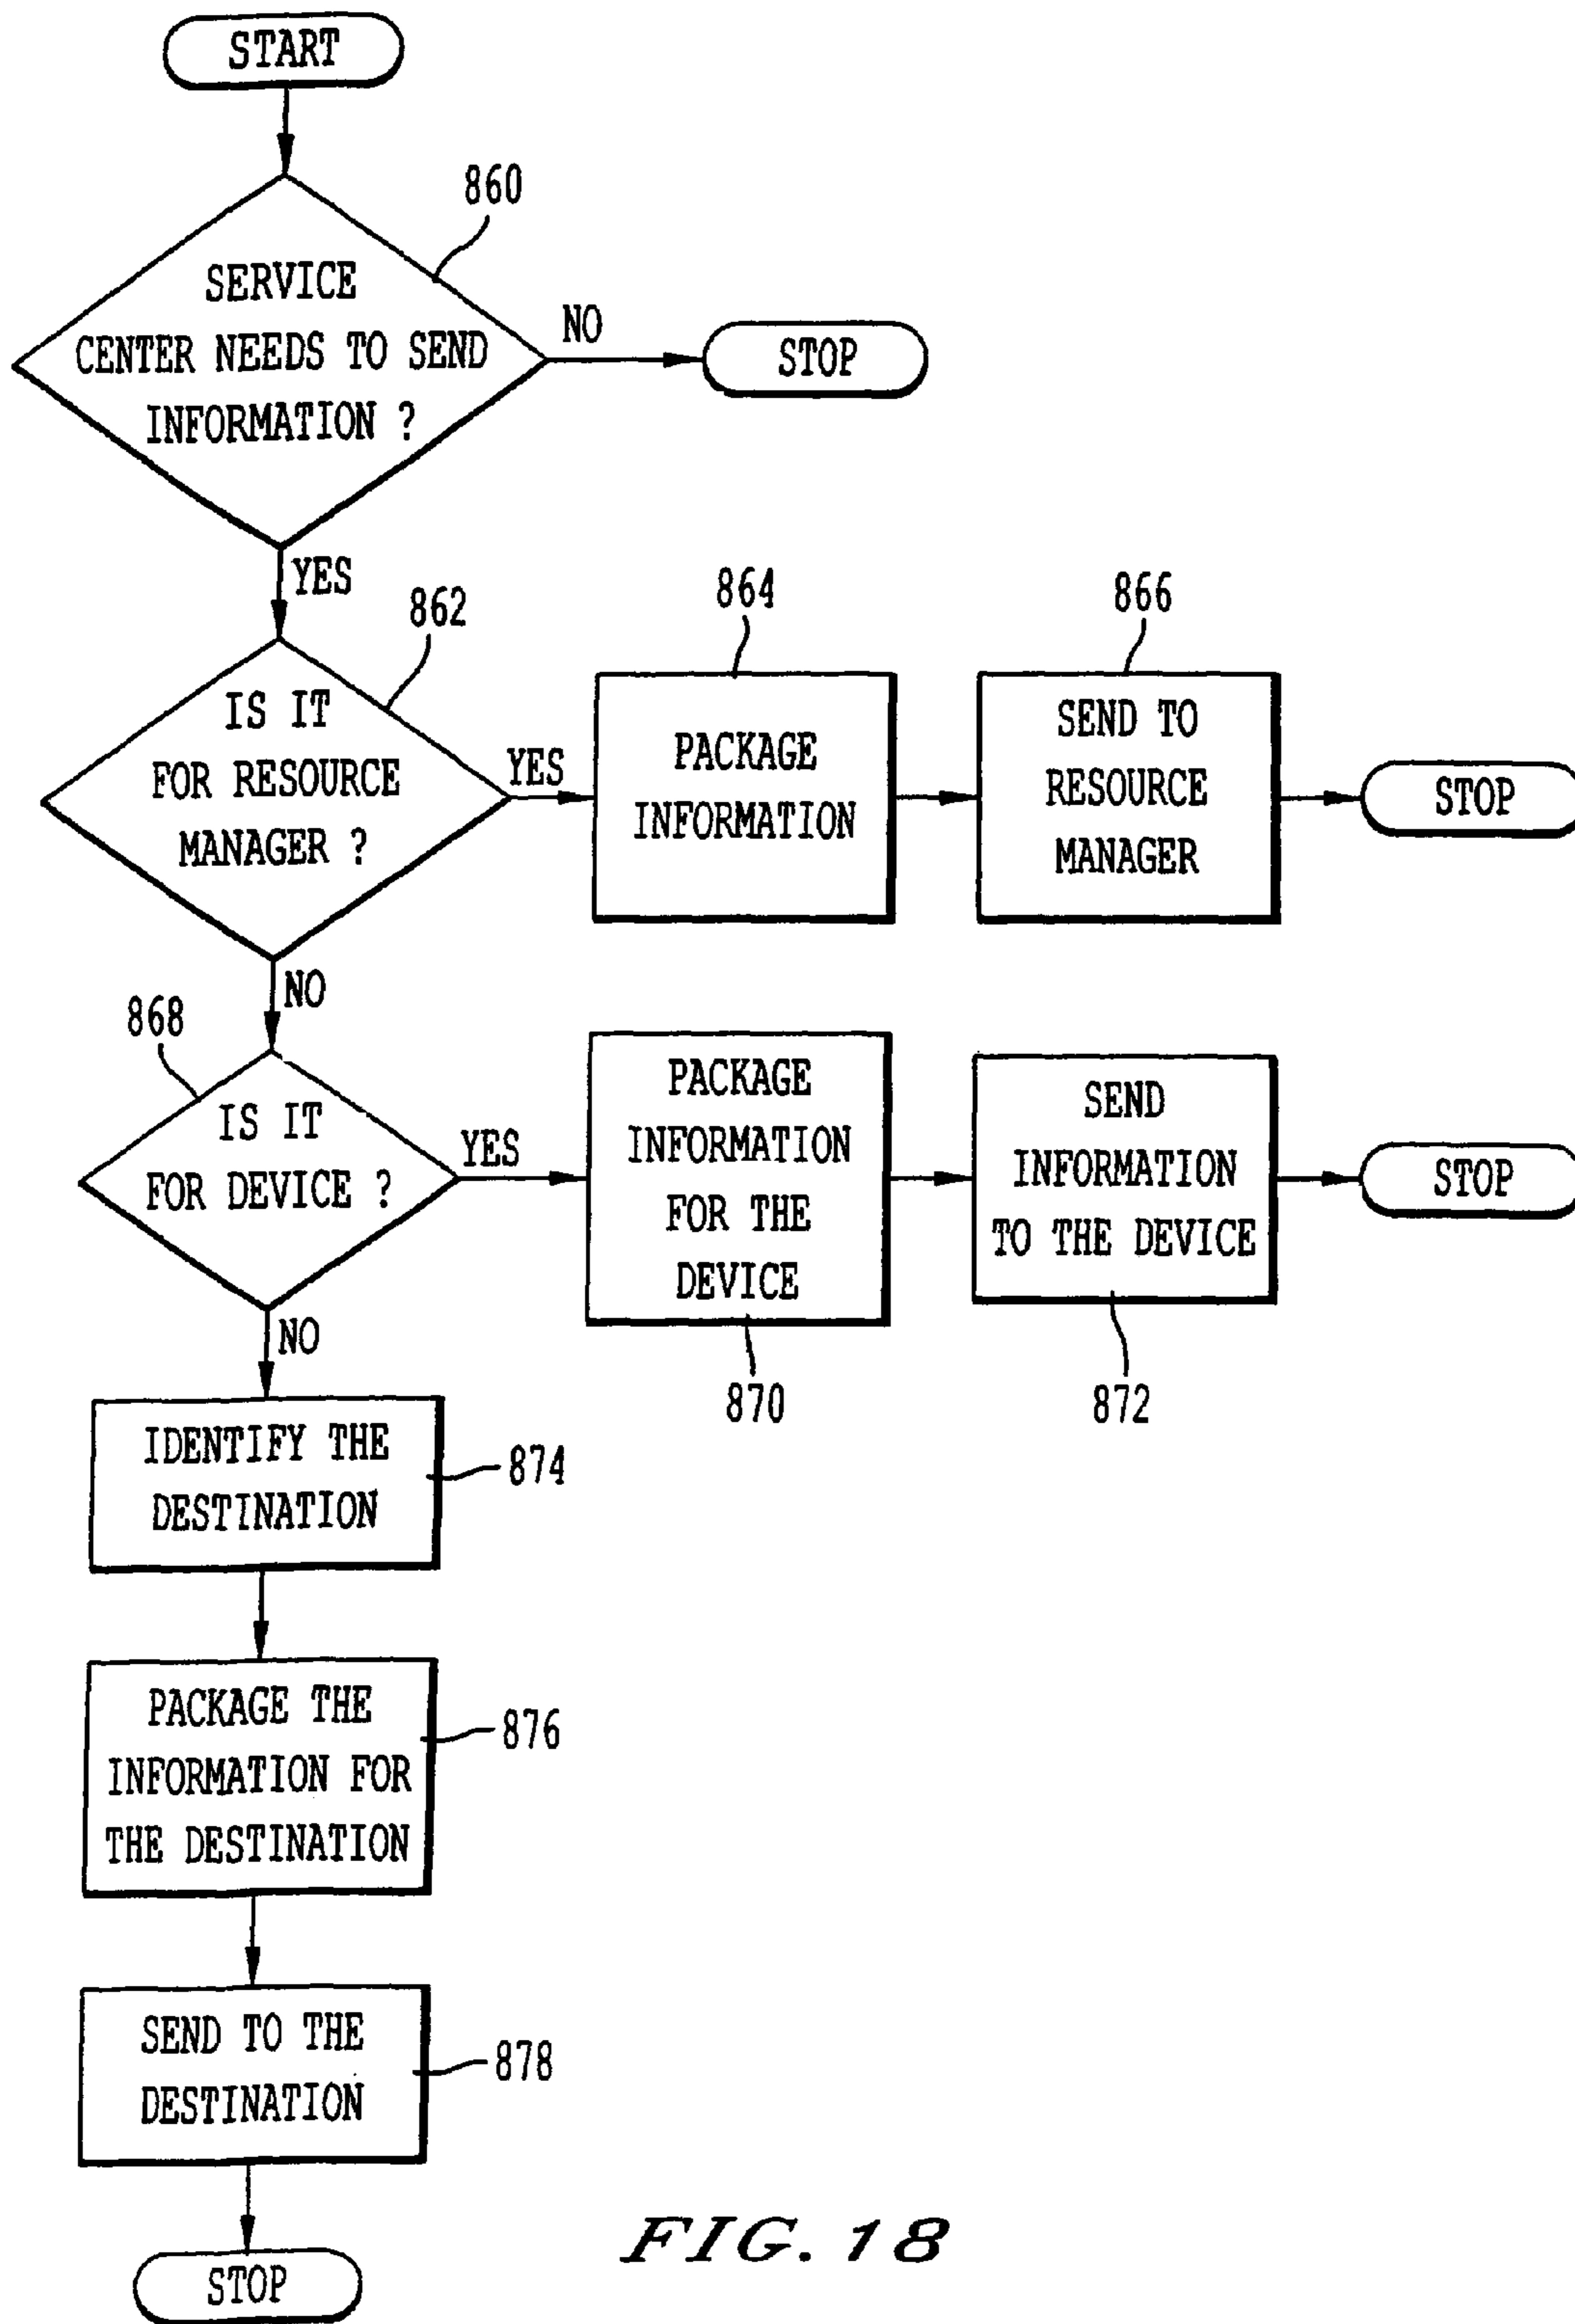 START
860
SERVICE
CENTER NEEDS TO SEND
INFORMATION ?
NO
STOP
YES
862
IS IT
FOR RESOURCE
MANAGER ?
YES
864
PACKAGE
INFORMATION
866
SEND TO
RESOURCE
MANAGER
STOP
NO
868
IS IT
FOR DEVICE ?
YES
PACKAGE
INFORMATION
FOR THE
DEVICE
870
SEND
INFORMATION
TO THE DEVICE
872
STOP
NO
IDENTIFY THE
DESTINATION
874
PACKAGE THE
INFORMATION FOR
THE DESTINATION
876
SEND TO THE
DESTINATION
878
STOP
FIG. 18